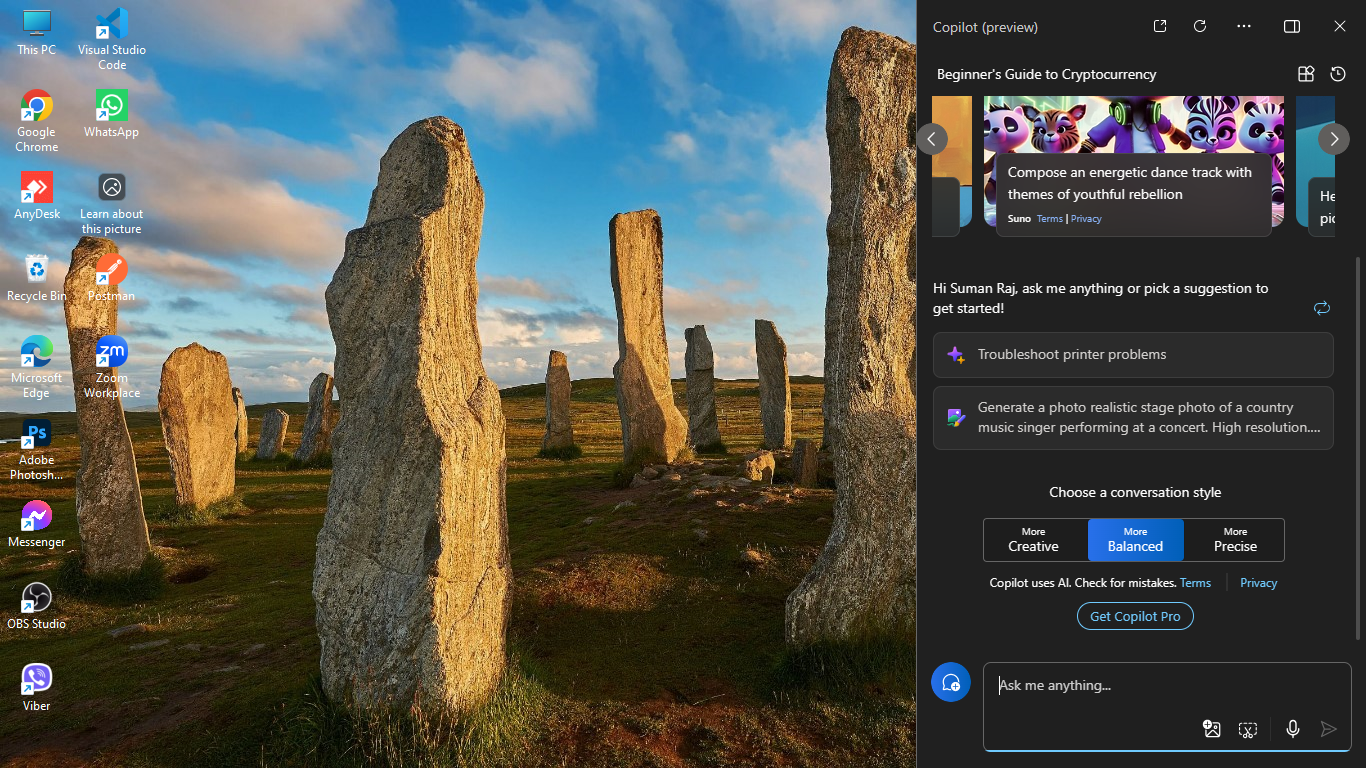 This PC
Visual Studio
Code
Google
Chrome
WhatsApp
AnyDesk
Learn about
this picture
Recycle Bin
Postman
Microsoft
Edge
zm
Zoom
Workplace
Ps
Adobe
Photosh...
Messenger
OBS Studio
Viber
Copilot (preview)
Beginner's Guide to Cryptocurrency
Compose an energetic dance track with
themes of youthful rebellion
Suno Terms | Privacy
He
pic
Hi Suman Raj, ask me anything or pick a suggestion to
get started!
Troubleshoot printer problems
Generate a photo realistic stage photo of a country
music singer performing at a concert. High resolution....
Choose a conversation style
More
Creative
More
Balanced
More
Precise
Copilot uses AI. Check for mistakes. Terms Privacy
Get Copilot Pro
Ask me anything...